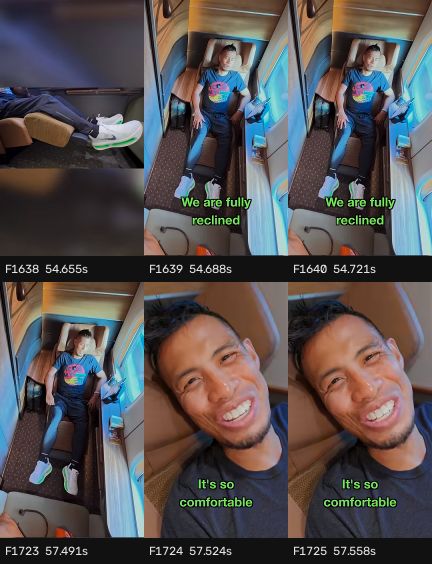 We are fully
reclined
We are fully
reclined
F1638 54.655s
F1639 54.688s
F1640 54.721s
It's so
comfortable
It's so
comfortable
F1723 57.491s
F1724 57.524s
F1725 57.558s